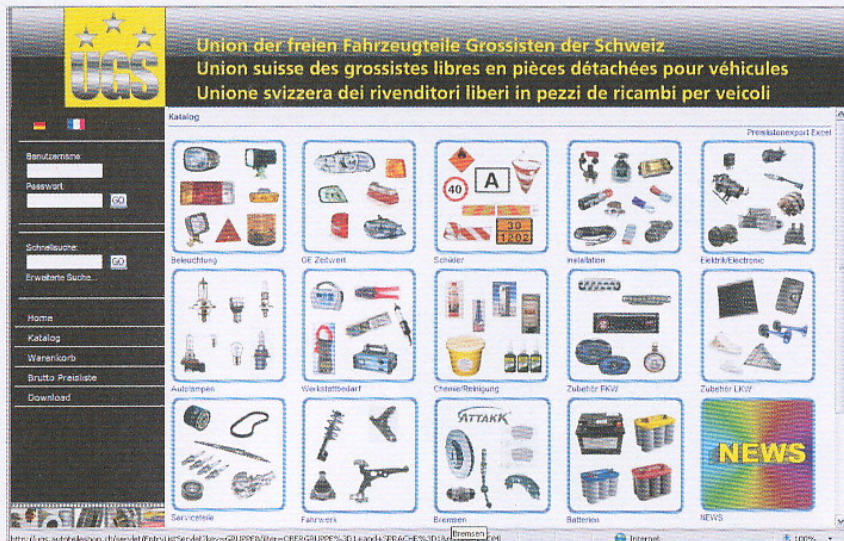 UGS
Union der freien Fahrzeugteile Grossisten der Schweiz
Union suisse des grossistes libres en pièces détachées pour véhicules
Unione svizzera dei rivenditori liberi in pezzi de ricambi per veicoli
Katalog
Preislistenexport Excel
Benutzername:
Passwort:
GO
Schnellsuche:
GO
Erweiterte Suche...
Home
Katalog
Warenkorb
Brutto Preisliste
Download
40
A
30
1202
Beleuchtung
OE Zeitwert
Schilder
Installation
Elektrik/Electronic
Autolampen
Werkstattbedarf
Chemie/Reinigung
Zubehör PKW
Zubehör LKW
ATTAKK
NEWS
Serviceteile
Fahrwerk
Bremsen
Batterien
NEWS
Bremsen
Internet
100%